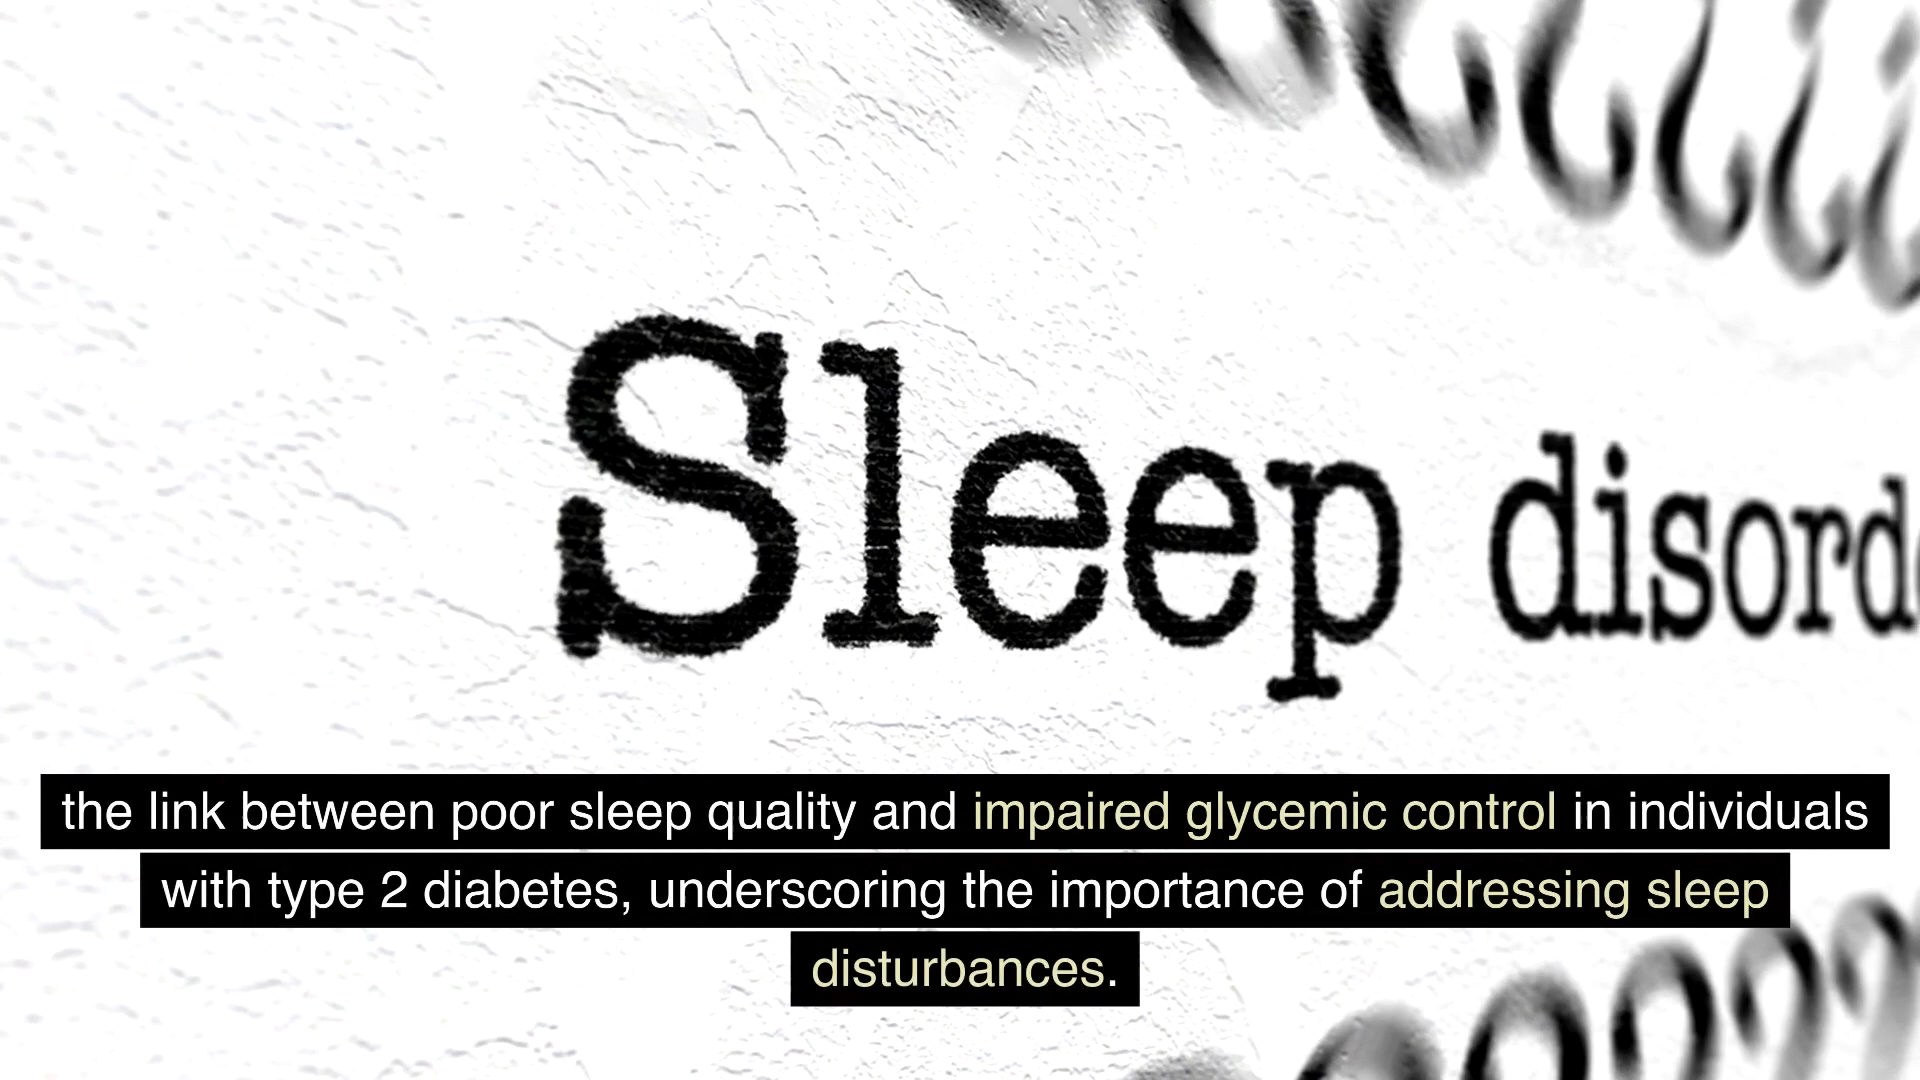 Sleep disord
the link between poor sleep quality and impaired glycemic control in individuals
with type 2 diabetes, underscoring the importance of addressing sleep
disturbances.